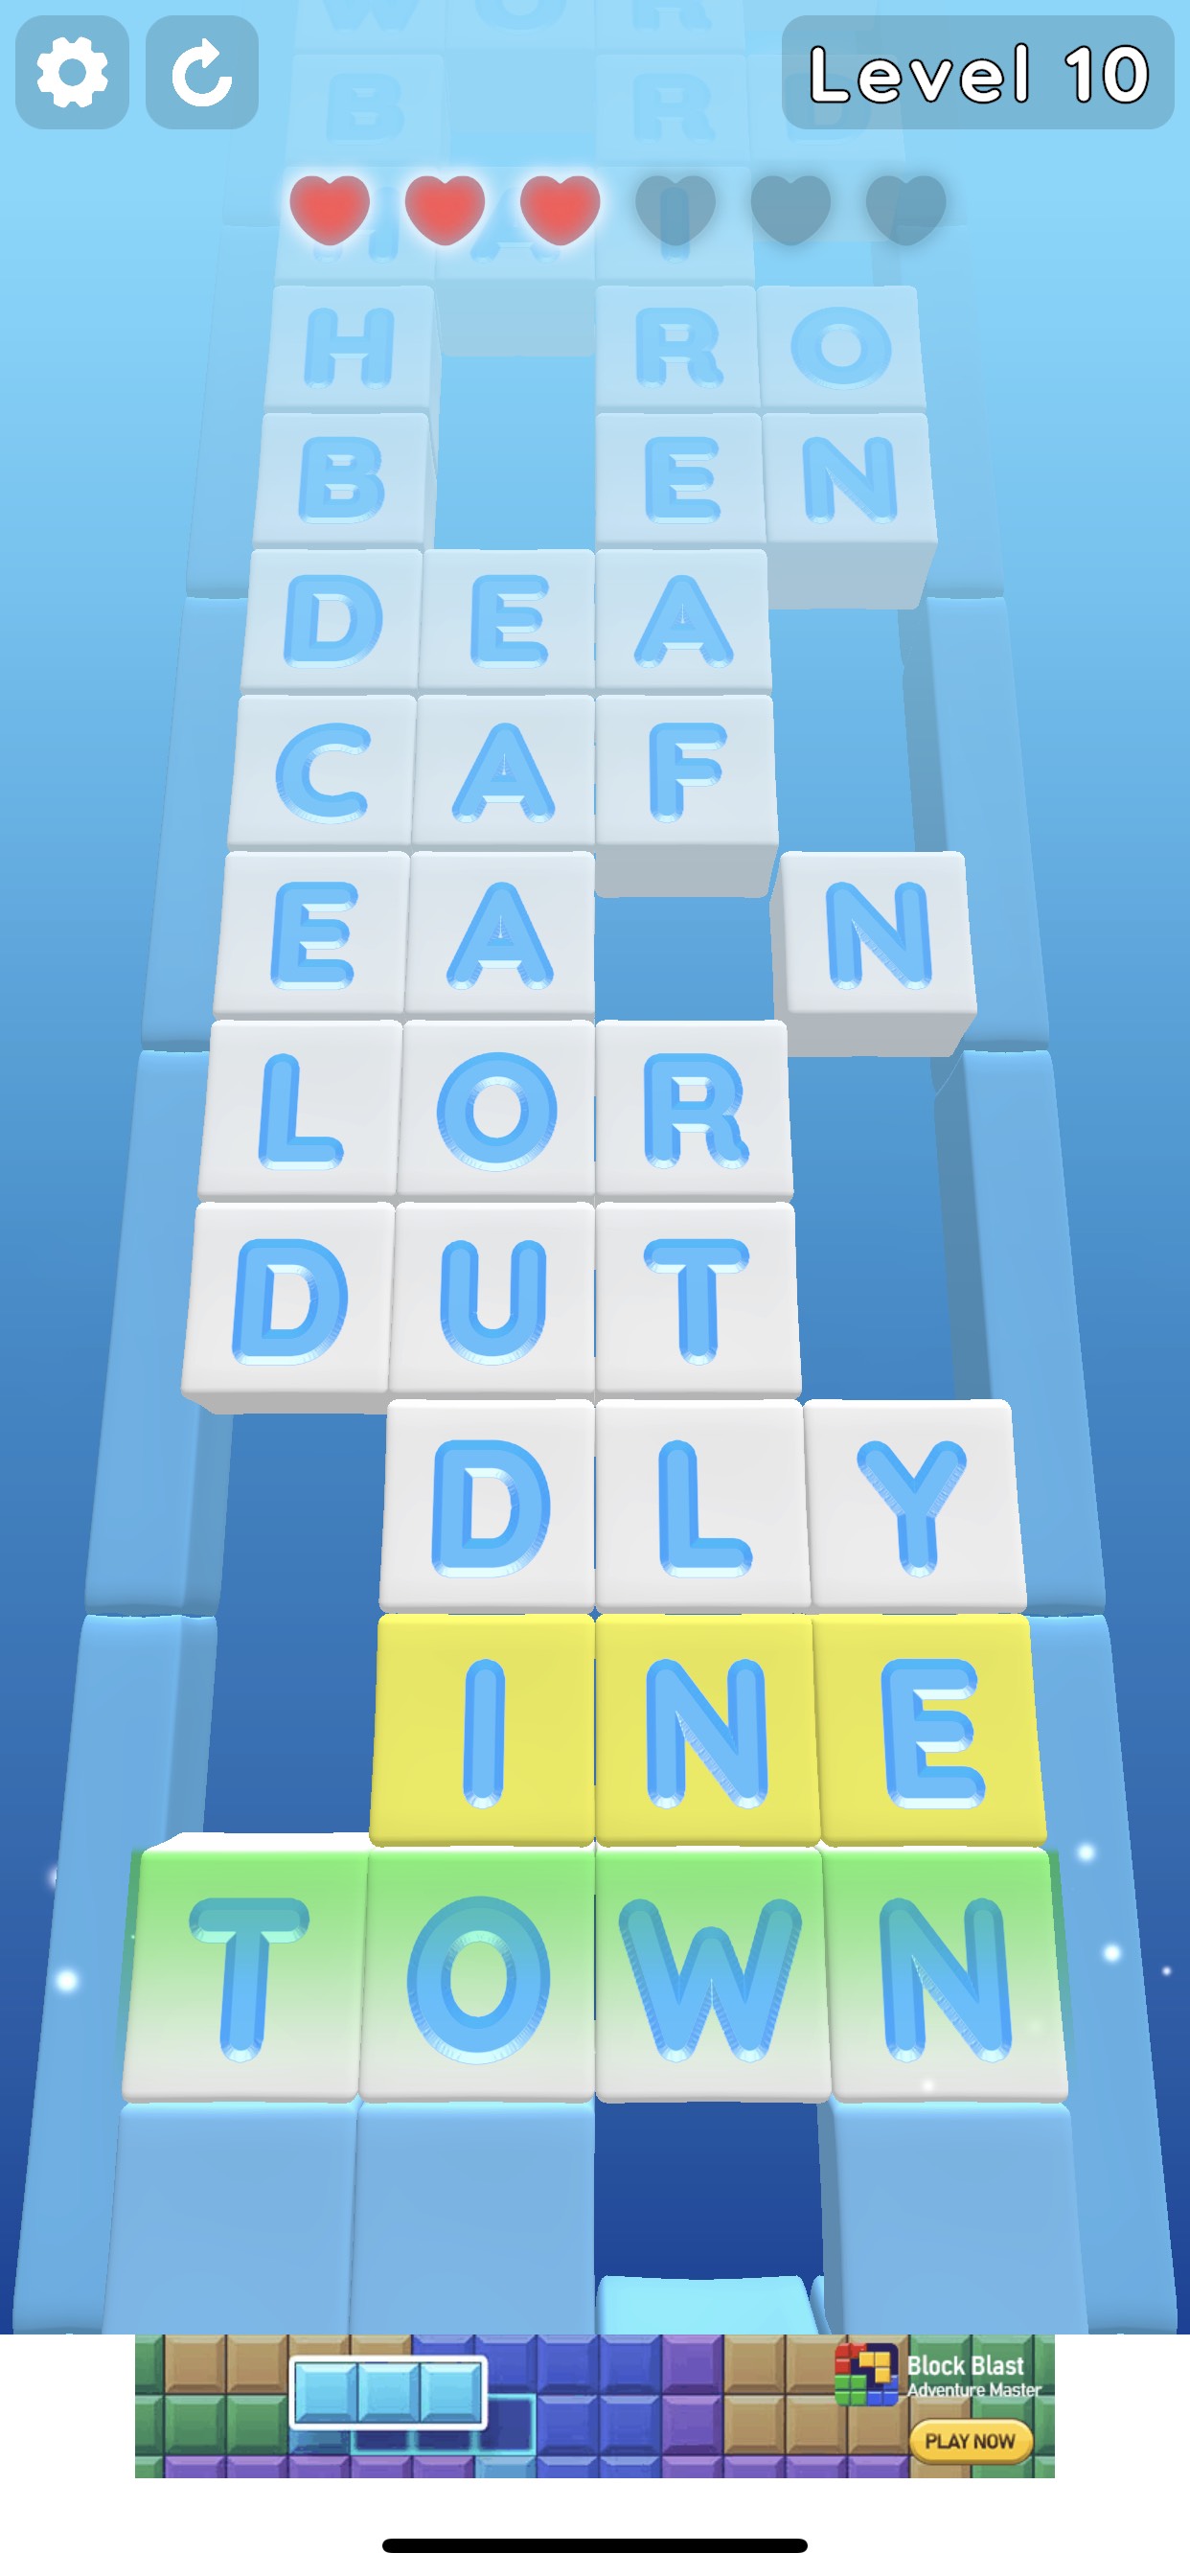 W O R
Level 10
B R D
H A I
H R O
B E N
D E A
C A F
E A N
L O R
D U T
D L Y
I N E
T O W N
Block Blast
Adventure Master
PLAY NOW